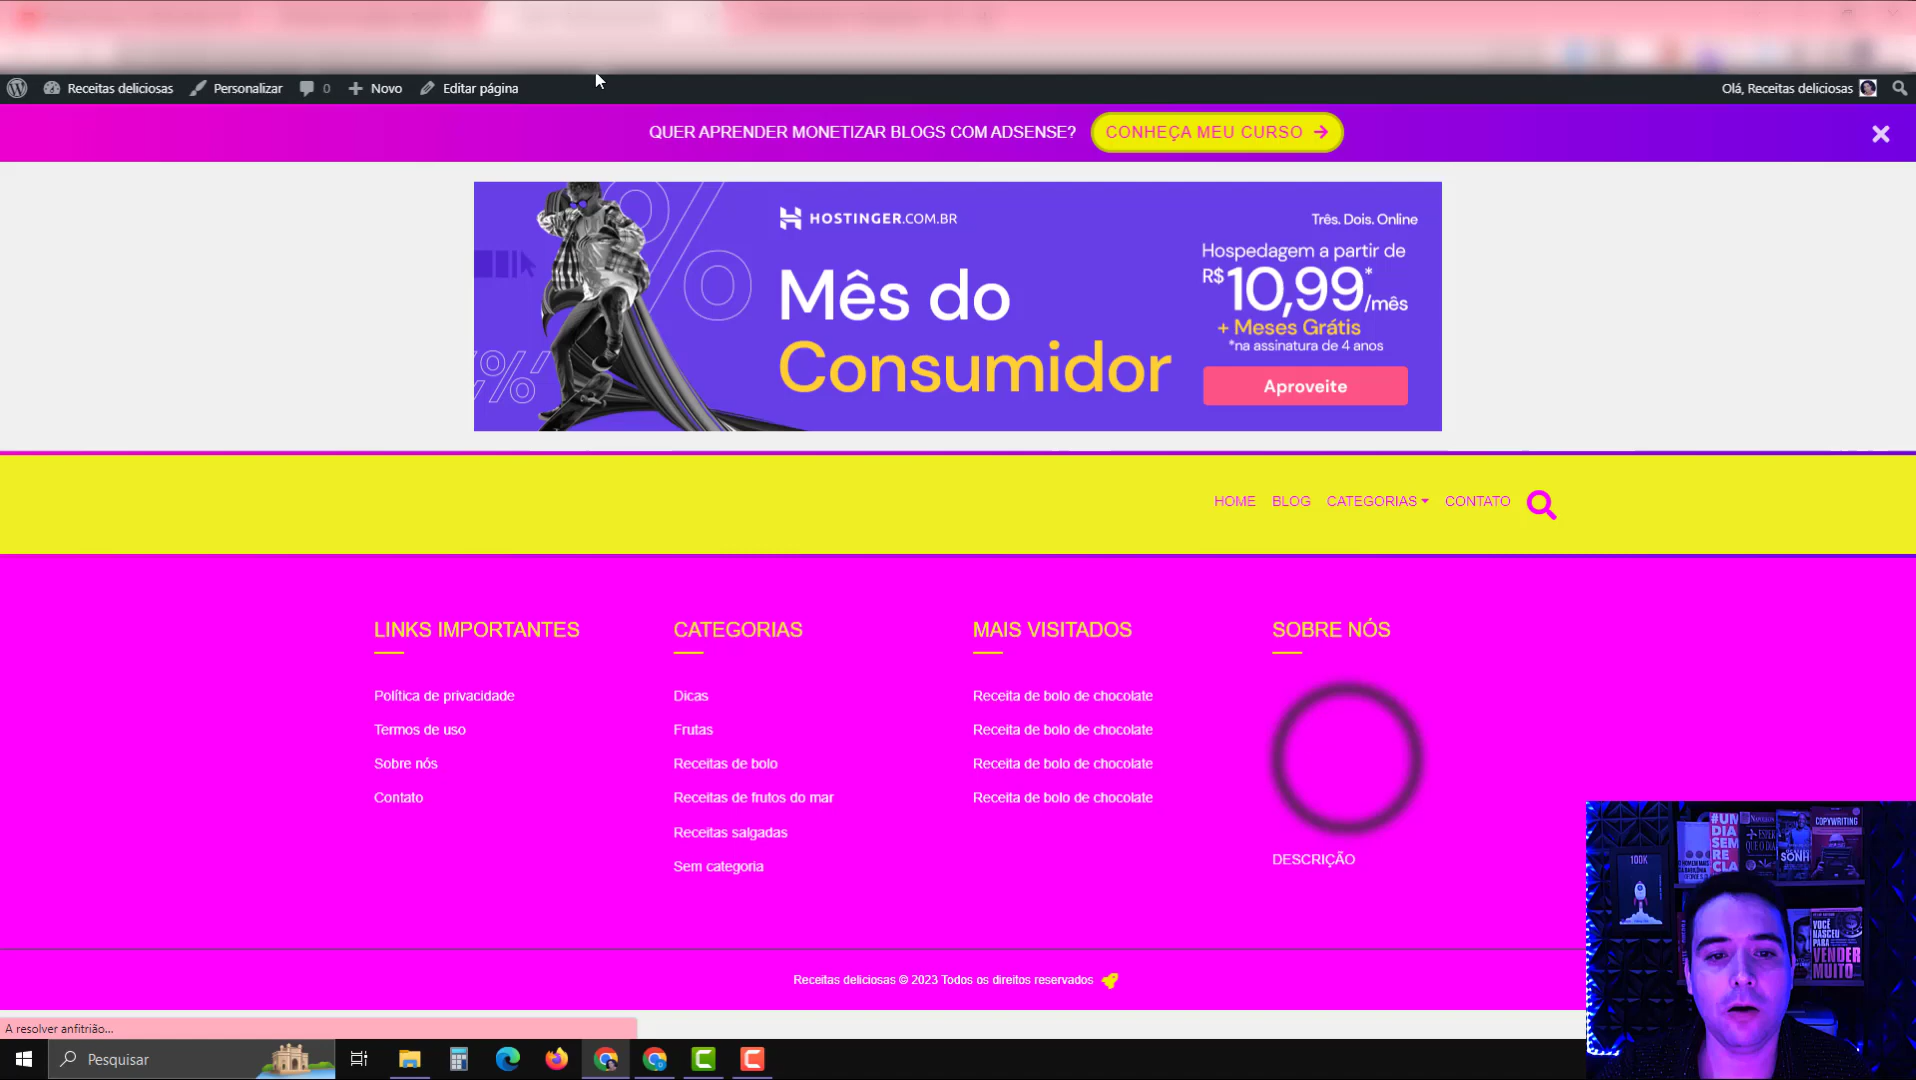 Receitas deliciosas Personalizar 0 Novo Editar página Olá, Receitas deliciosas
QUER APRENDER MONETIZAR BLOGS COM ADSENSE? CONHEÇA MEU CURSO
HOSTINGER.COM.BR
Três. Dois. Online
Mês do
Consumidor
Hospedagem a partir de
R$10,99*/mês
+ Meses Grátis
*na assinatura de 4 anos
Aproveite
HOME BLOG CATEGORIAS CONTATO
LINKS IMPORTANTES
Política de privacidade
Termos de uso
Sobre nós
Contato
CATEGORIAS
Dicas
Frutas
Receitas de bolo
Receitas de frutos do mar
Receitas salgadas
Sem categoria
MAIS VISITADOS
Receita de bolo de chocolate
Receita de bolo de chocolate
Receita de bolo de chocolate
Receita de bolo de chocolate
SOBRE NÓS
DESCRIÇÃO
Receitas deliciosas © 2023 Todos os direitos reservados
A resolver anfitrião...
Pesquisar
100K
#UM
DIA
SEM
RE
CLA
COPYWRITING
SONH
VOCÊ
NASCEU
PARA
VENDER
MUITO